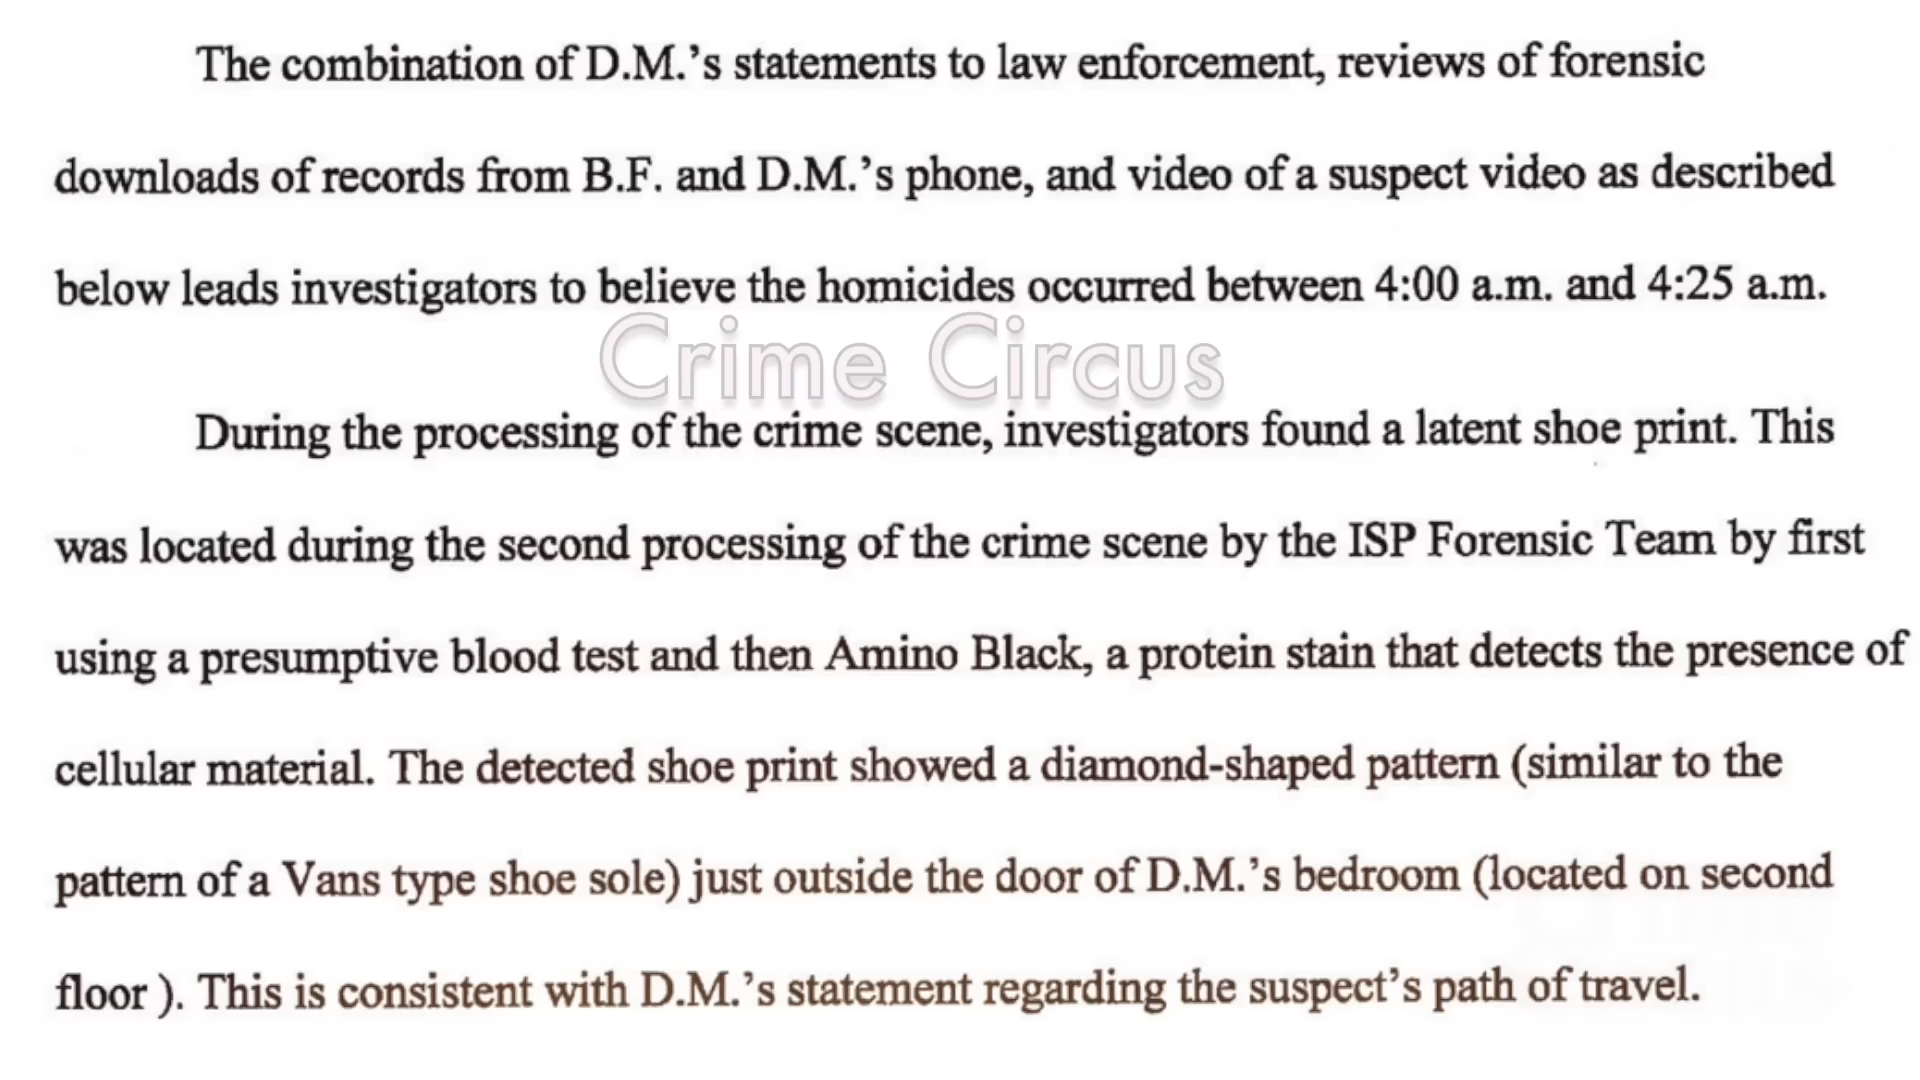 The combination of D.M.’s statements to law enforcement, reviews of forensic
downloads of records from B.F. and D.M.’s phone, and video of a suspect video as described
below leads investigators to believe the homicides occurred between 4:00 a.m. and 4:25 a.m.
Crime Circus
During the processing of the crime scene, investigators found a latent shoe print. This
was located during the second processing of the crime scene by the ISP Forensic Team by first
using a presumptive blood test and then Amino Black, a protein stain that detects the presence of
cellular material. The detected shoe print showed a diamond-shaped pattern (similar to the
pattern of a Vans type shoe sole) just outside the door of D.M.’s bedroom (located on second
floor ). This is consistent with D.M.’s statement regarding the suspect’s path of travel.